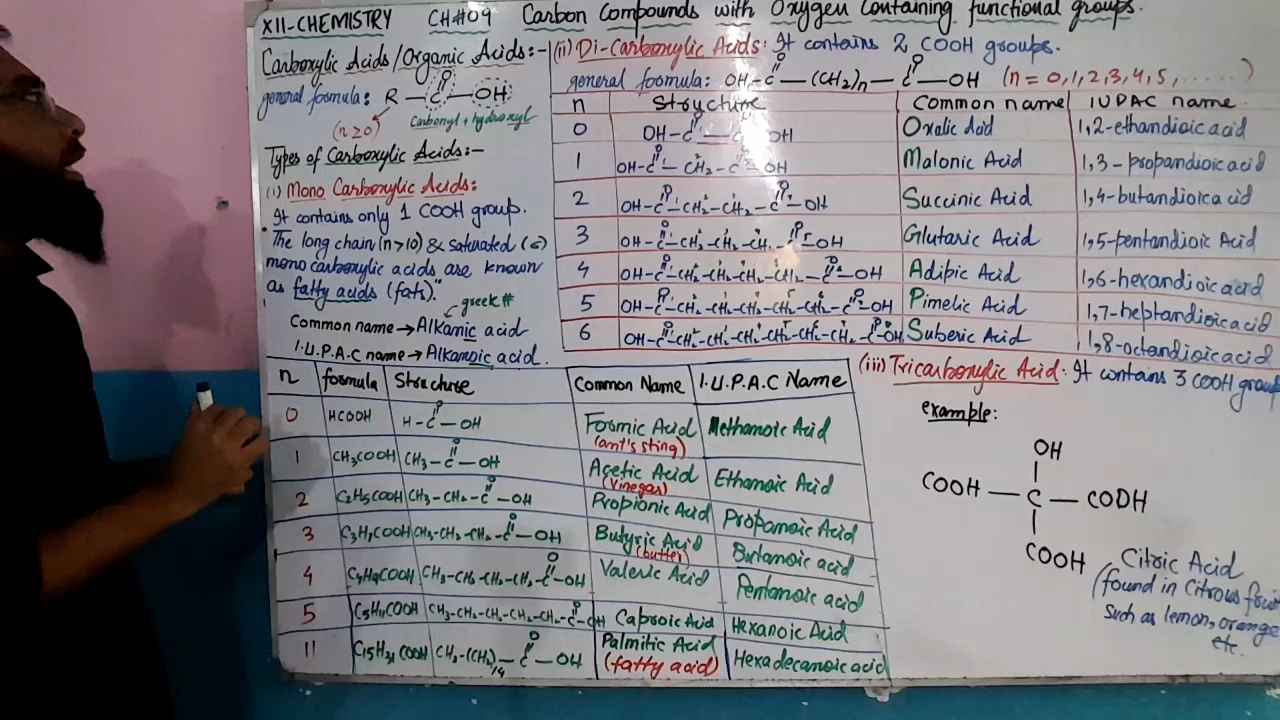 XII-CHEMISTRY CH#09 Carbon Compounds with Oxygen Containing functional groups.
Carboxylic Acids/Organic Acids:-
general formula: R – C – OH
O
(n≥0)
Carbonyl + hydroxyl
Types of Carboxylic Acids:-
(i) Mono Carboxylic Acids:
It contains only 1 COOH group.
"The long chain (n>10) & saturated (c)
mono carboxylic acids are known
as fatty acids (fats)."
greek #
Common name → Alkanic acid
I.U.P.A.C name → Alkanoic acid.
n formula Structure Common Name I.U.P.A.C Name
0 HCOOH H – C – OH Formic Acid (ant's sting) Methanoic Acid
1 CH3COOH CH3 – C – OH Acetic Acid (vinegar) Ethanoic Acid
2 C2H5COOH CH3 – CH2 – C – OH Propionic Acid Propanoic Acid
3 C3H7COOH CH3-CH2-CH2-C – OH Butyric Acid (butter) Butanoic acid
4 C4H9COOH CH3-CH2-CH2-CH2-C-OH Valeric Acid Pentanoic acid
5 C5H11COOH CH3-CH2-CH2-CH2-CH2-C-OH Caproic Acid Hexanoic Acid
11 C15H31COOH CH3-(CH2)14 – C – OH Palmitic Acid (fatty acid) Hexadecanoic acid
(ii) Di-Carboxylic Acids: It contains 2 COOH groups.
general formula: OH-C – (CH2)n – C – OH (n = 0,1,2,3,4,5, ......)
n Structure Common name IUPAC name.
0 OH-C – C – OH Oxalic Acid 1,2-ethandioic acid
1 OH-C – CH2 – C – OH Malonic Acid 1,3-propandioic acid
2 OH-C-CH2-CH2-C-OH Succinic Acid 1,4-butandioic acid
3 OH-C-CH2-CH2-CH2-C-OH Glutaric Acid 1,5-pentandioic Acid
4 OH-C-CH2-CH2-CH2-CH2-C-OH Adipic Acid 1,6-hexandioic acid
5 OH-C-CH2-CH2-CH2-CH2-CH2-C-OH Pimelic Acid 1,7-heptandioic acid
6 OH-C-CH2-CH2-CH2-CH2-CH2-CH2-C-OH Suberic Acid 1,8-octandioic acid
(iii) Tricarboxylic Acid: It contains 3 COOH group
example:
OH
COOH – C – COOH
COOH
Citric Acid
(found in Citrous
such as lemon, orange
etc.